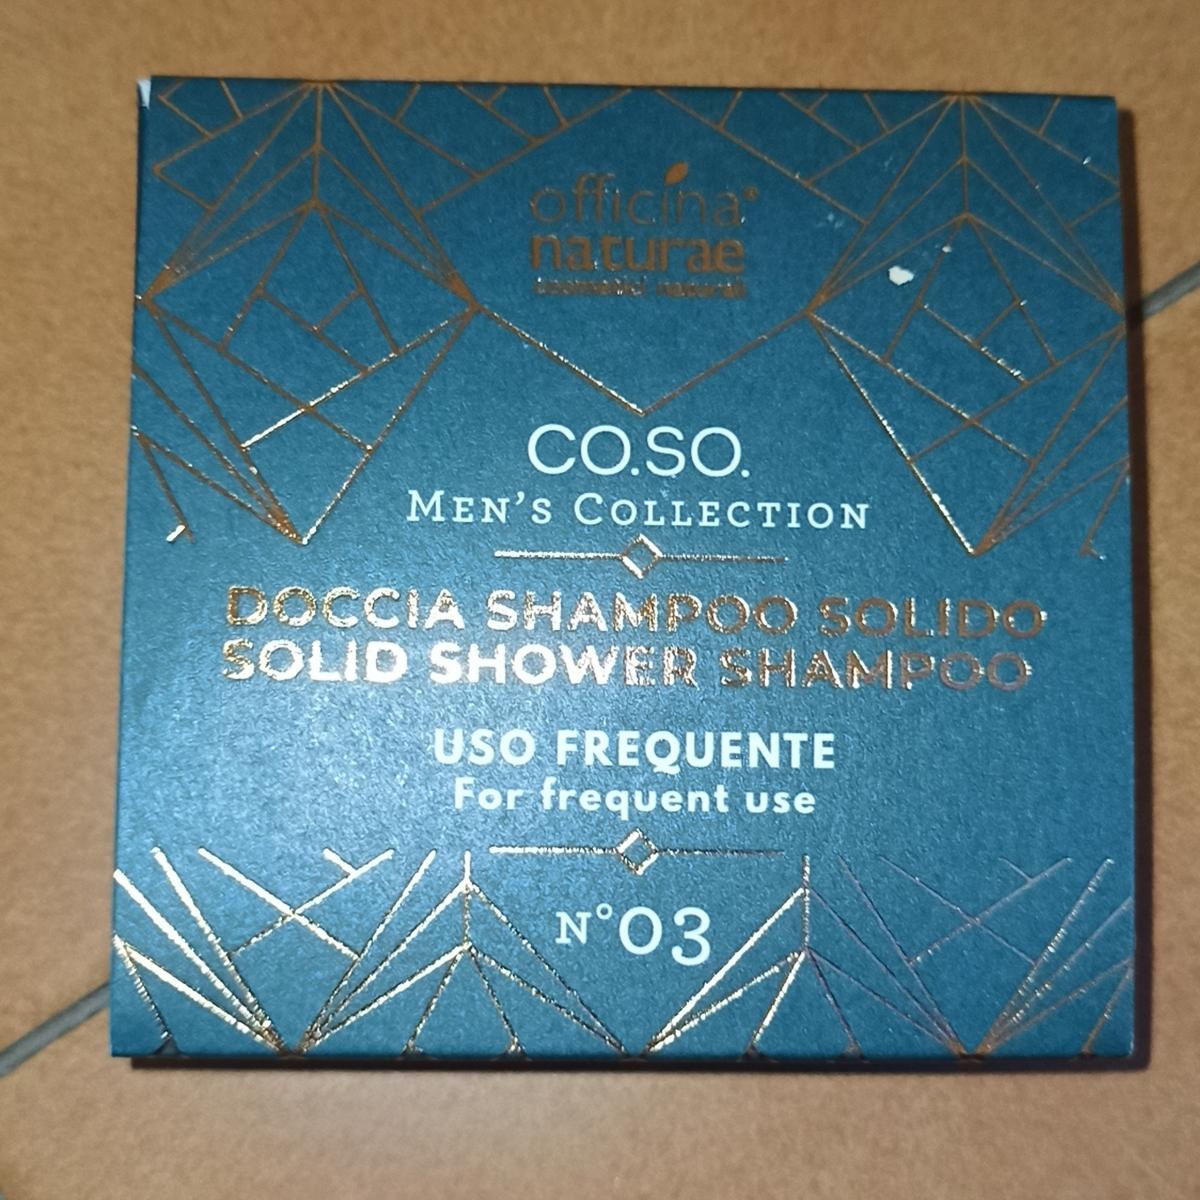 officina®
naturae
cosmetici naturali
CO.SO.
MEN'S COLLECTION
DOCCIA SHAMPOO SOLIDO
SOLID SHOWER SHAMPOO
USO FREQUENTE
For frequent use
N°03